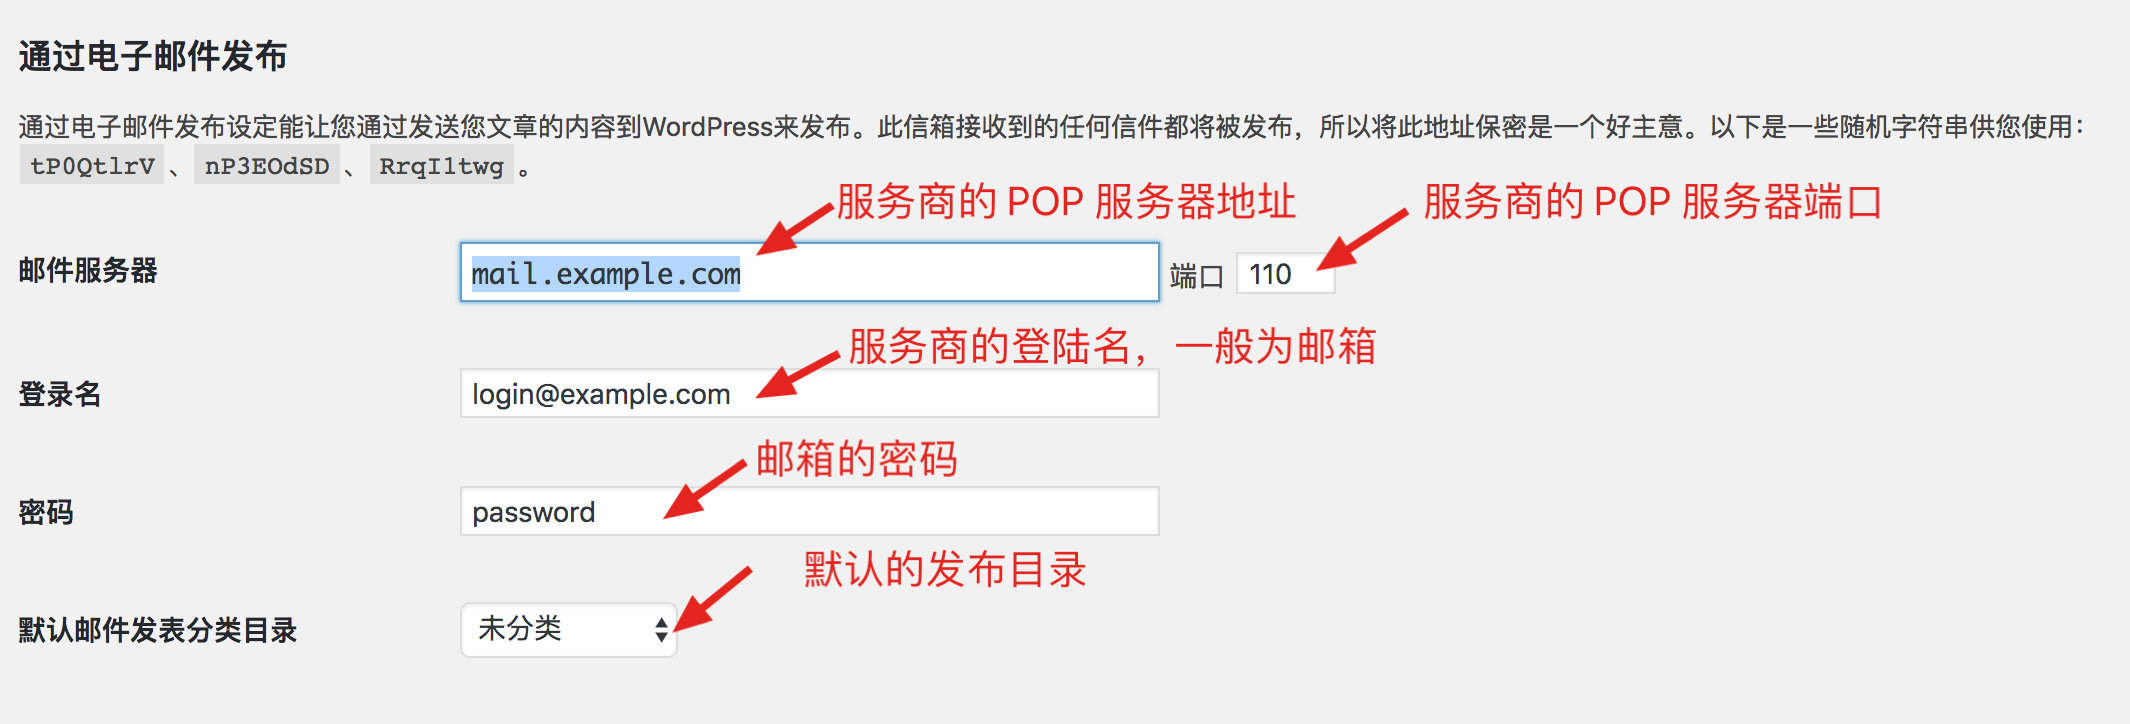 通过电子邮件发布
通过电子邮件发布设定能让您通过发送您文章的内容到WordPress来发布。此信箱接收到的任何信件都将被发布，所以将此地址保密是一个好主意。以下是一些随机字符串供您使用：
tP0QtlrV、nP3EOdSD、RrqI1twg。
服务商的 POP 服务器地址 服务商的 POP 服务器端口
邮件服务器 mail.example.com 端口 110
服务商的登陆名，一般为邮箱
登录名 login@example.com
邮箱的密码
密码 password
默认的发布目录
默认邮件发表分类目录 未分类